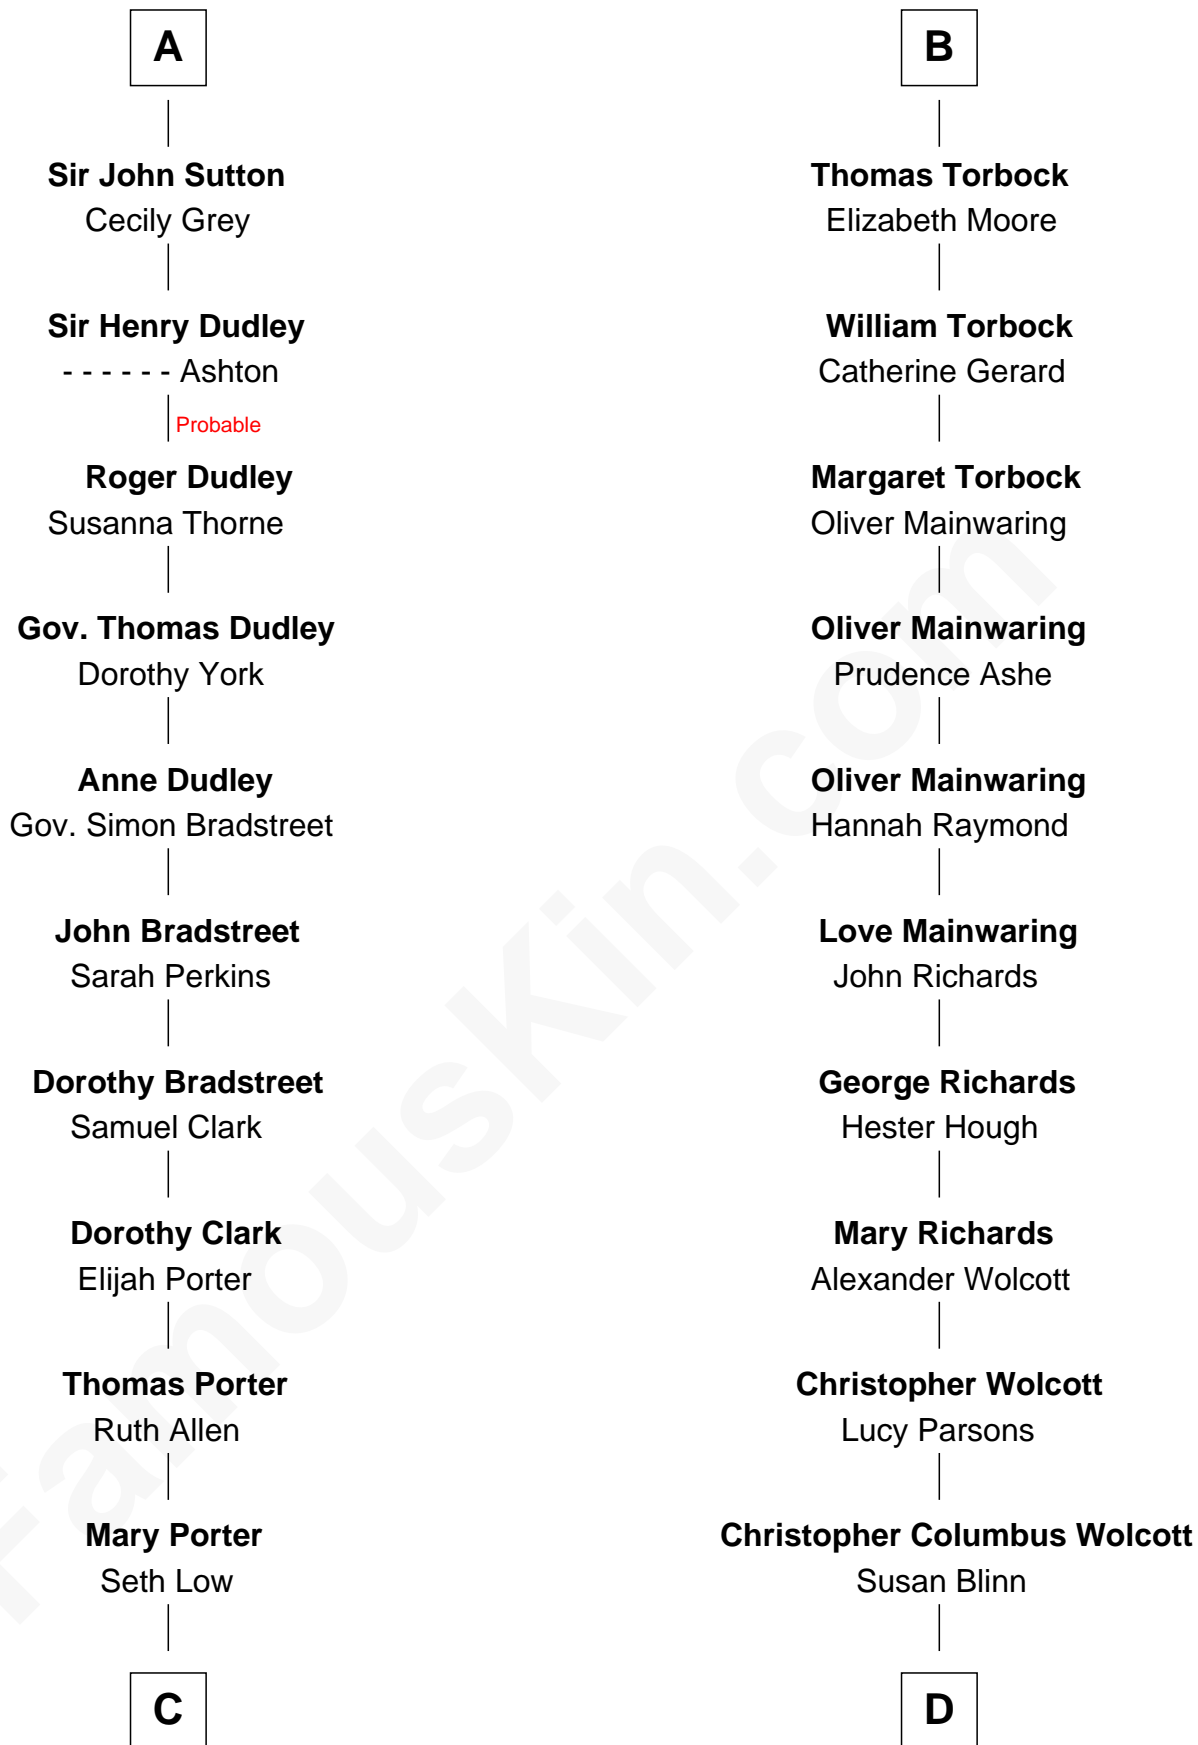 A
Sir John Sutton
Cecily Grey
Sir Henry Dudley
- - - - - - Ashton
Probable
Roger Dudley
Susanna Thorne
Gov. Thomas Dudley
Dorothy York
Anne Dudley
Gov. Simon Bradstreet
John Bradstreet
Sarah Perkins
Dorothy Bradstreet
Samuel Clark
Dorothy Clark
Elijah Porter
Thomas Porter
Ruth Allen
Mary Porter
Seth Low
C
B
Thomas Torbock
Elizabeth Moore
William Torbock
Catherine Gerard
Margaret Torbock
Oliver Mainwaring
Oliver Mainwaring
Prudence Ashe
Oliver Mainwaring
Hannah Raymond
Love Mainwaring
John Richards
George Richards
Hester Hough
Mary Richards
Alexander Wolcott
Christopher Wolcott
Lucy Parsons
Christopher Columbus Wolcott
Susan Blinn
D
FamousKin.com